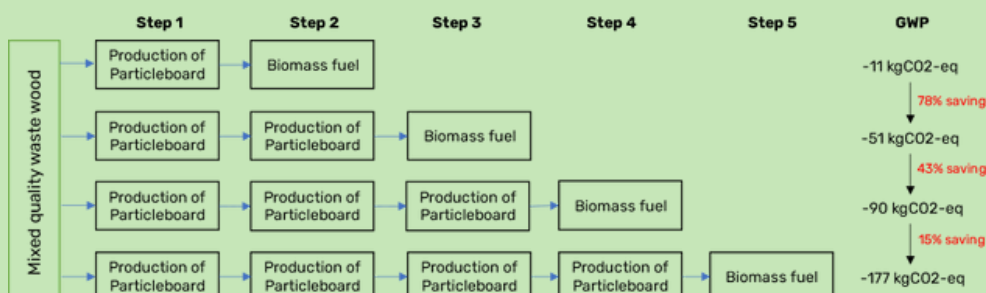 Step 1 Step 2 Step 3 Step 4 Step 5 GWP
Mixed quality waste wood
Production of
Particleboard
Biomass fuel
-11 kgCO2-eq
78% saving
Production of
Particleboard
Production of
Particleboard
Biomass fuel
-51 kgCO2-eq
43% saving
Production of
Particleboard
Production of
Particleboard
Production of
Particleboard
Biomass fuel
-90 kgCO2-eq
15% saving
Production of
Particleboard
Production of
Particleboard
Production of
Particleboard
Production of
Particleboard
Biomass fuel
-177 kgCO2-eq